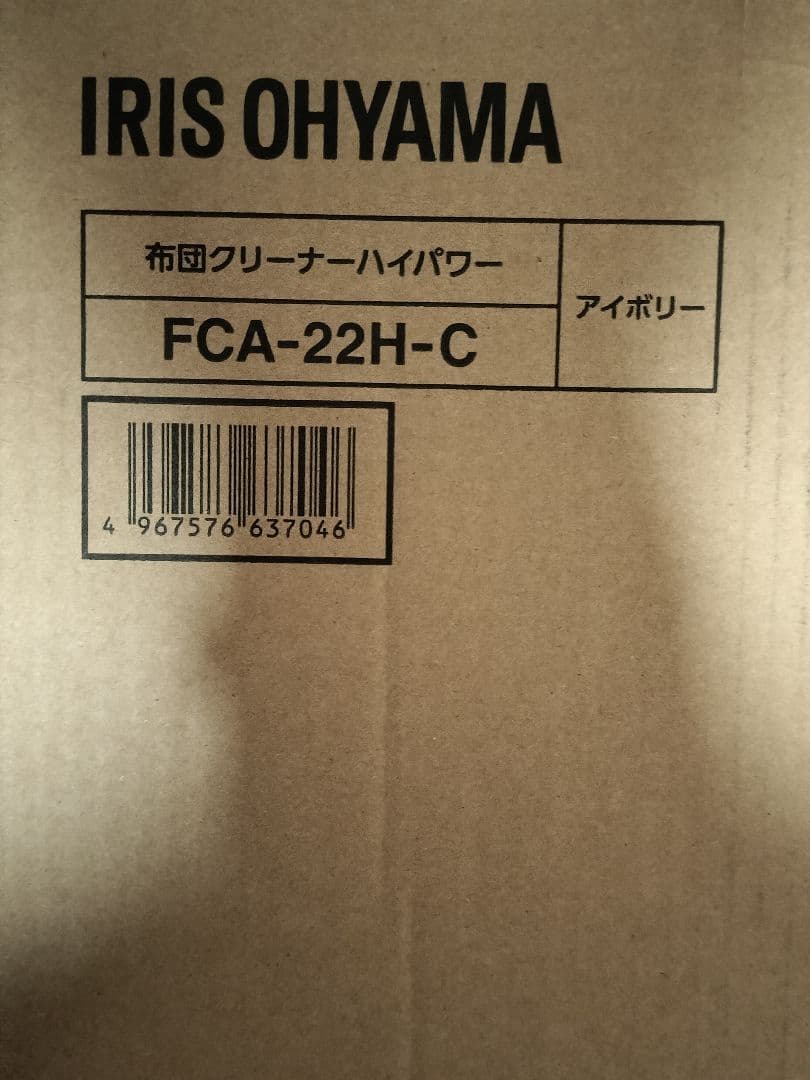 IRIS OHYAMA
布団クリーナーハイパワー
アイボリー
FCA-22H-C
4 967576 637046